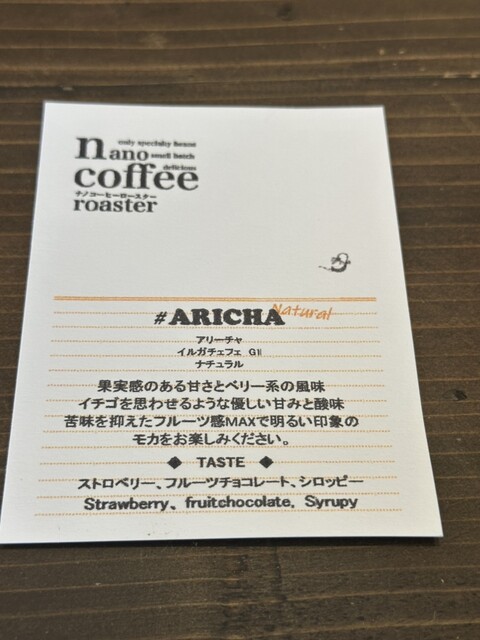 only specialty beans
nano small batch
delicious
coffee
ナノコーヒーロースター
roaster
#ARICHA Natural
アリーチャ
イルガチェフェ G1
ナチュラル
果実感のある甘さとベリー系の風味
イチゴを思わせるような優しい甘みと酸味
苦味を抑えたフルーツ感MAXで明るい印象の
モカをお楽しみください。
◆ TASTE ◆
ストロベリー、フルーツチョコレート、シロッピー
Strawberry、fruitchocolate、Syrupy